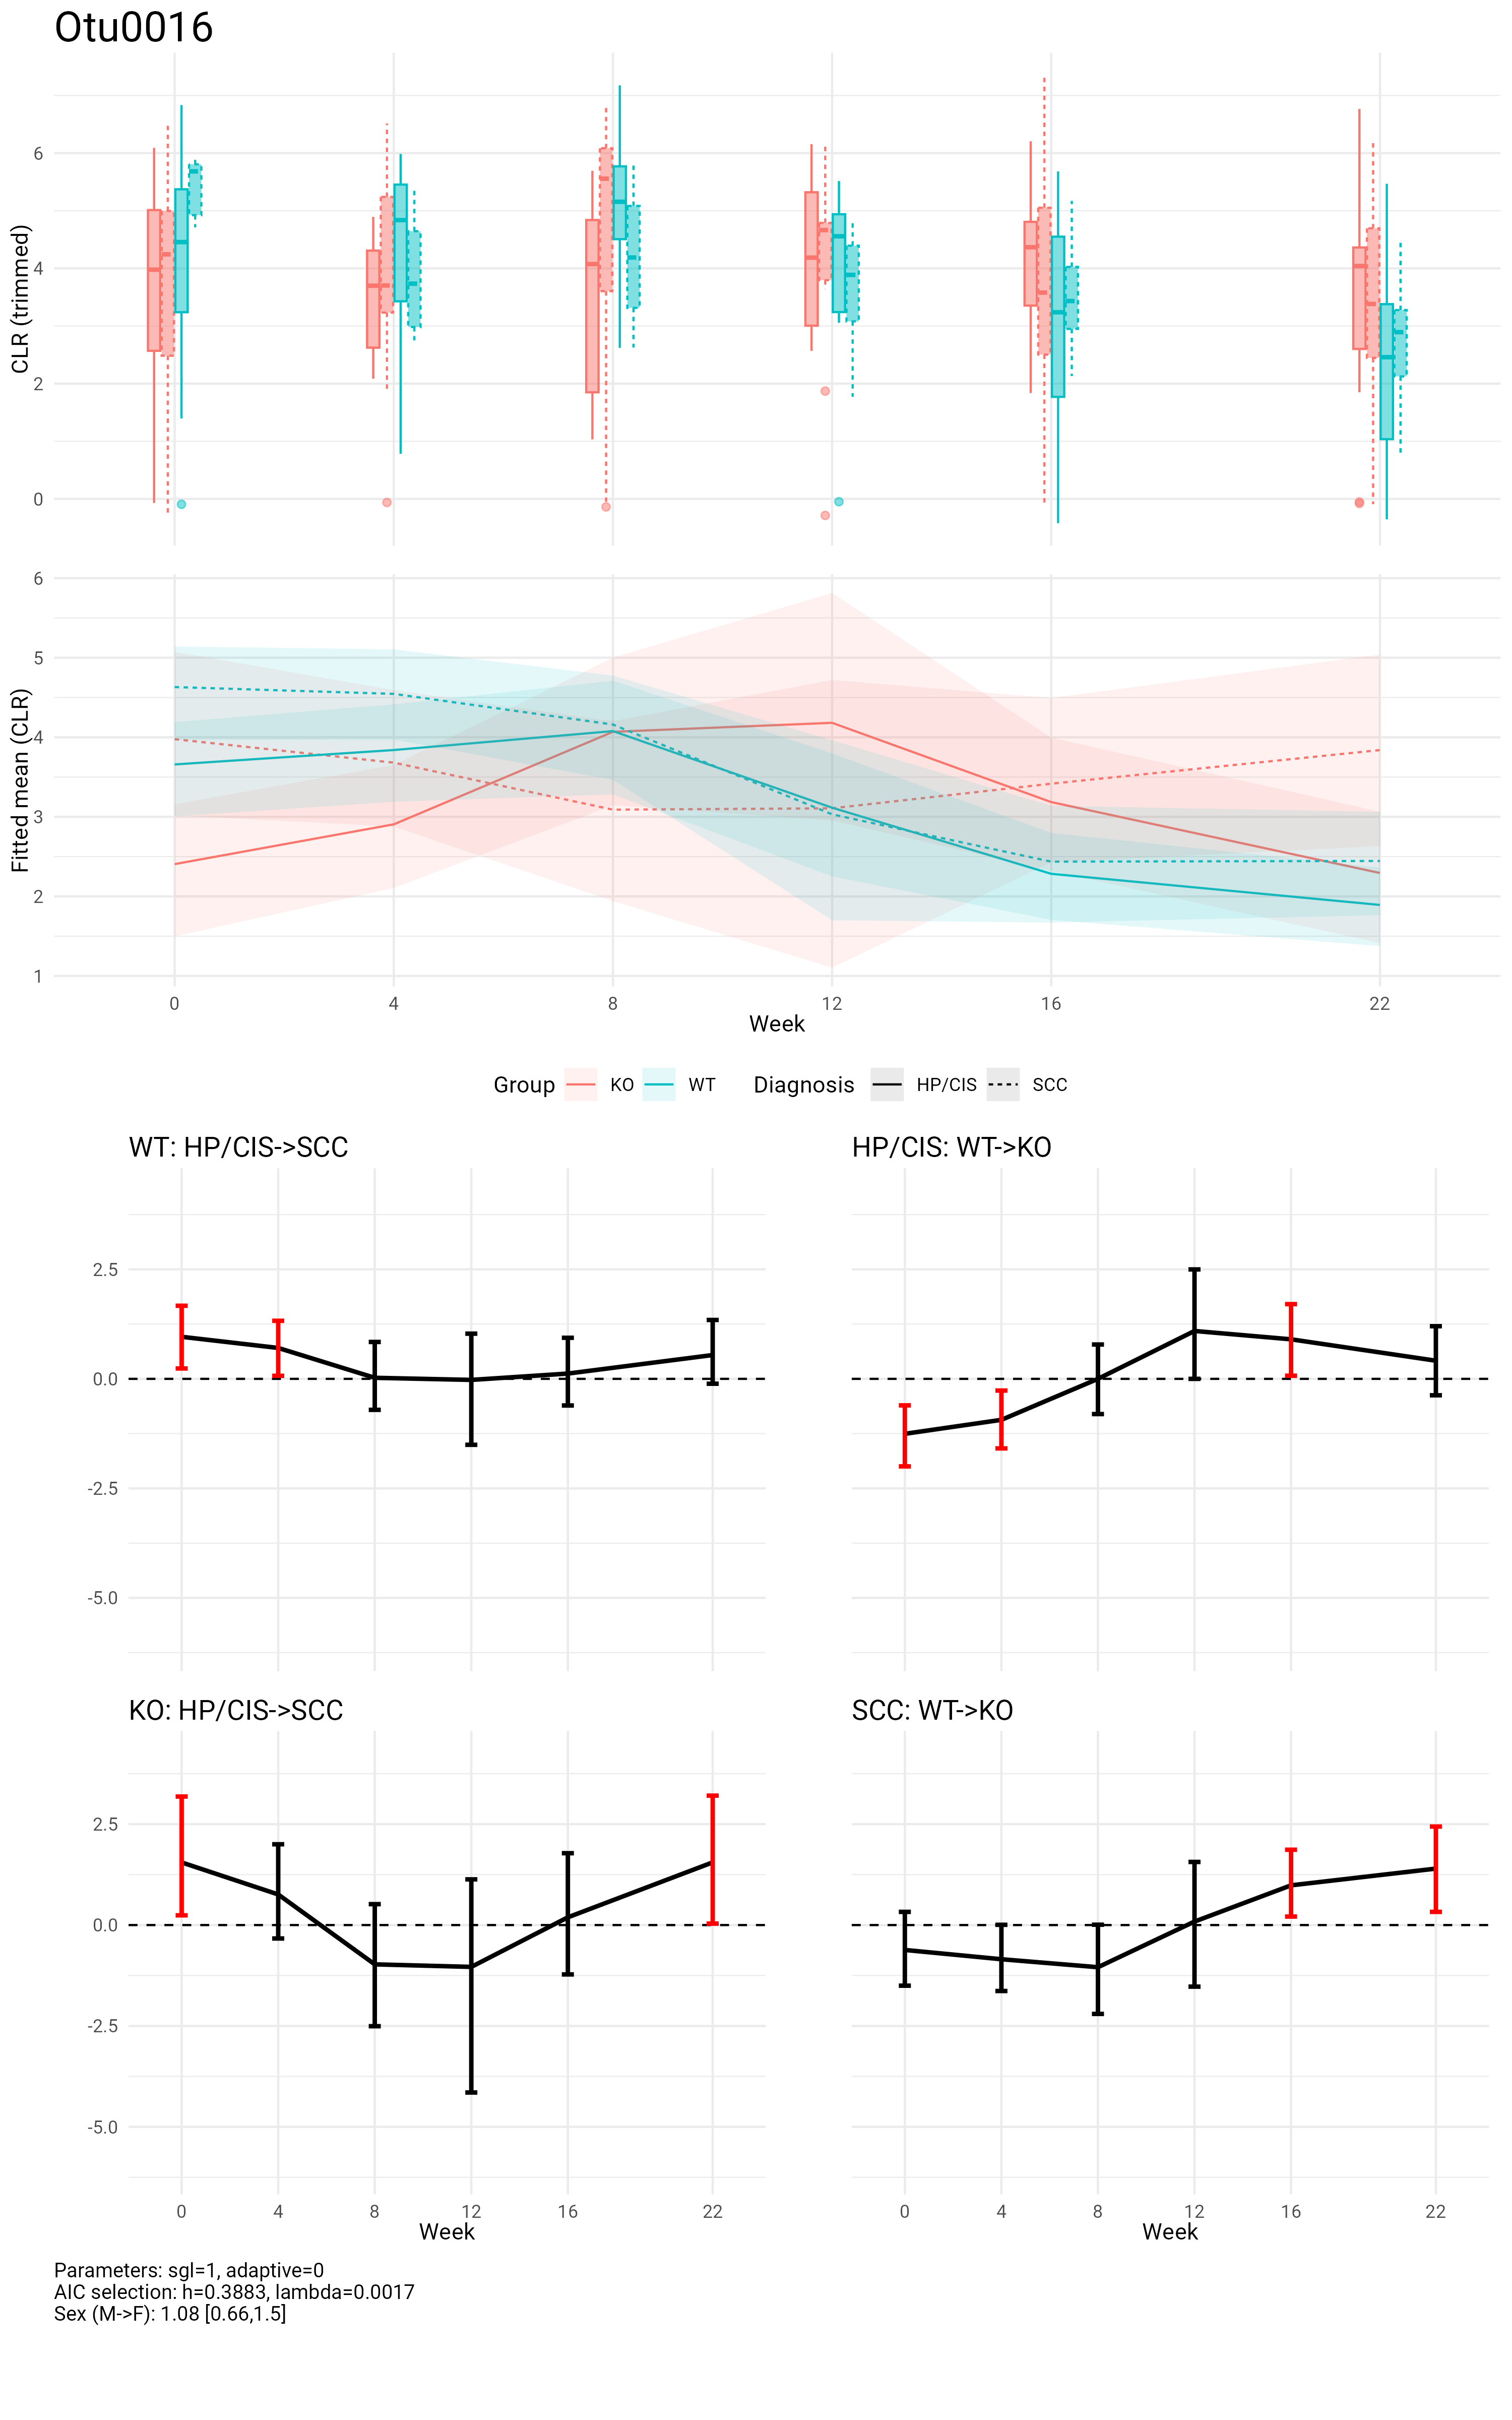 Otu0016
CLR (trimmed)
6
4
2
0
Fitted mean (CLR)
6
5
4
3
2
1
0 4 8 12 16 22
Week
Group KO WT Diagnosis HP/CIS SCC
WT: HP/CIS->SCC
2.5
0.0
-2.5
-5.0
HP/CIS: WT->KO
KO: HP/CIS->SCC
2.5
0.0
-2.5
-5.0
0 4 8 12 16 22
Week
SCC: WT->KO
0 4 8 12 16 22
Week
Parameters: sgl=1, adaptive=0
AIC selection: h=0.3883, lambda=0.0017
Sex (M->F): 1.08 [0.66,1.5]